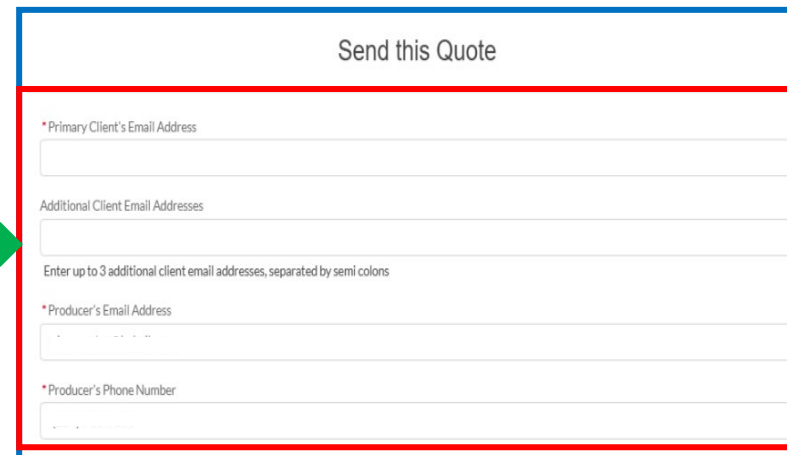 Send this Quote
*Primary Client's Email Address
Additional Client Email Addresses
Enter up to 3 additional client email addresses, separated by semi colons
*Producer's Email Address
*Producer's Phone Number